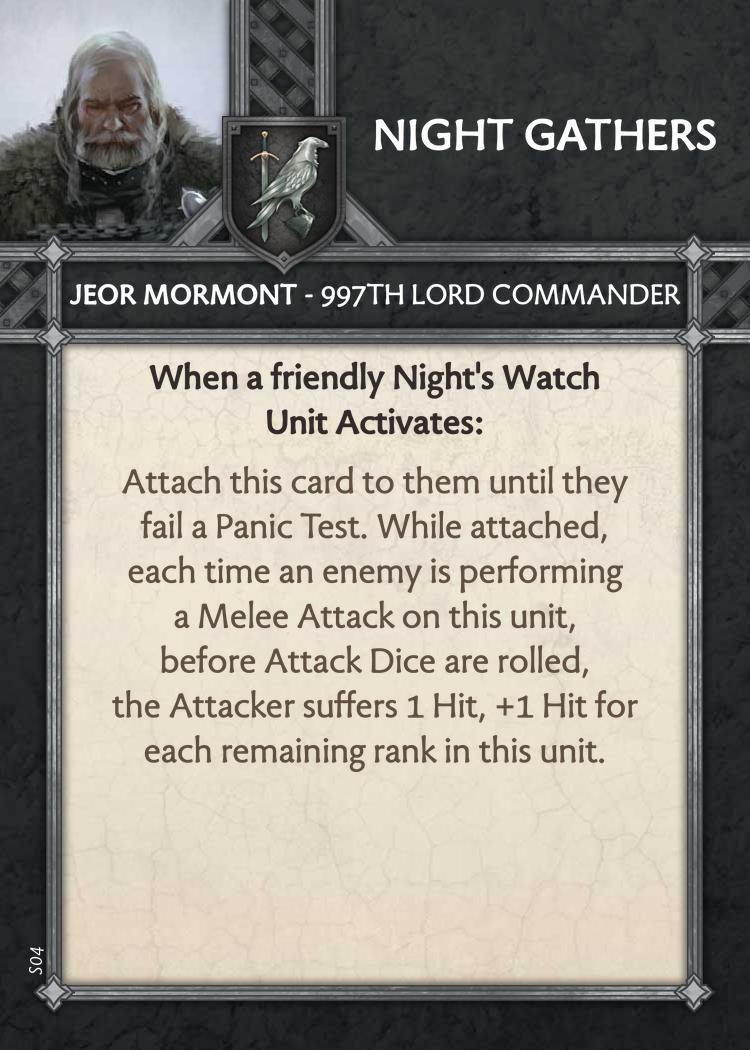 NIGHT GATHERS
JEOR MORMONT - 997TH LORD COMMANDER
When a friendly Night's Watch
Unit Activates:
Attach this card to them until they
fail a Panic Test. While attached,
each time an enemy is performing
a Melee Attack on this unit,
before Attack Dice are rolled,
the Attacker suffers 1 Hit, +1 Hit for
each remaining rank in this unit.
S04